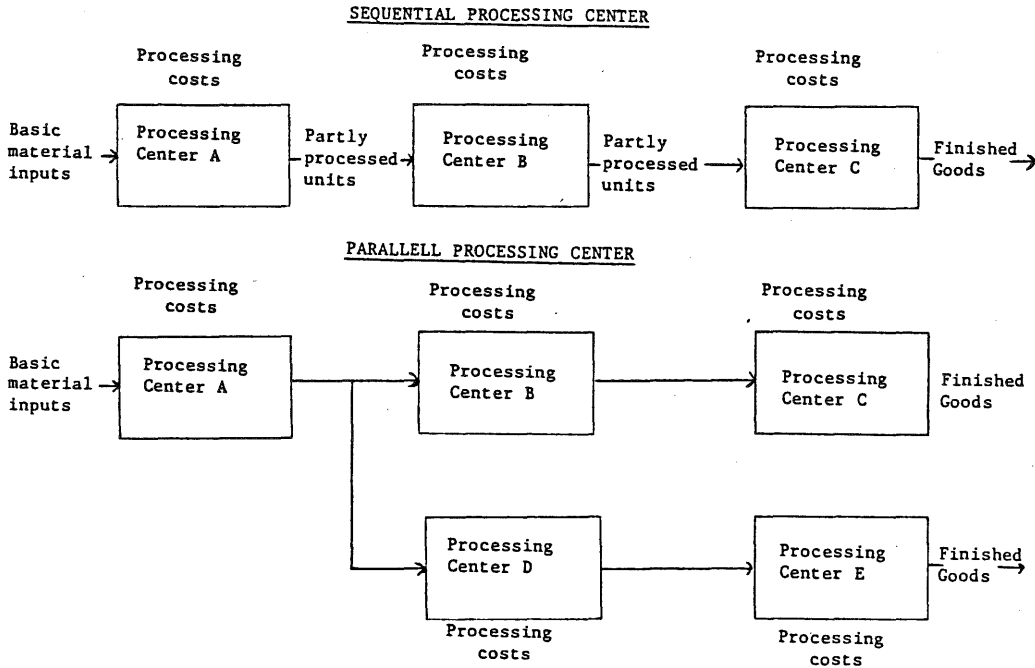 SEQUENTIAL PROCESSING CENTER
Processing
costs
Processing
costs
Processing
costs
Basic
material
inputs
Processing
Center A
Partly
processed
units
Processing
Center B
Partly
processed
units
Processing
Center C
Finished
Goods
PARALLELL PROCESSING CENTER
Processing
costs
Processing
costs
Processing
costs
Basic
material
inputs
Processing
Center A
Processing
Center B
Processing
Center C
Finished
Goods
Processing
Center D
Processing
Center E
Finished
Goods
Processing
costs
Processing
costs